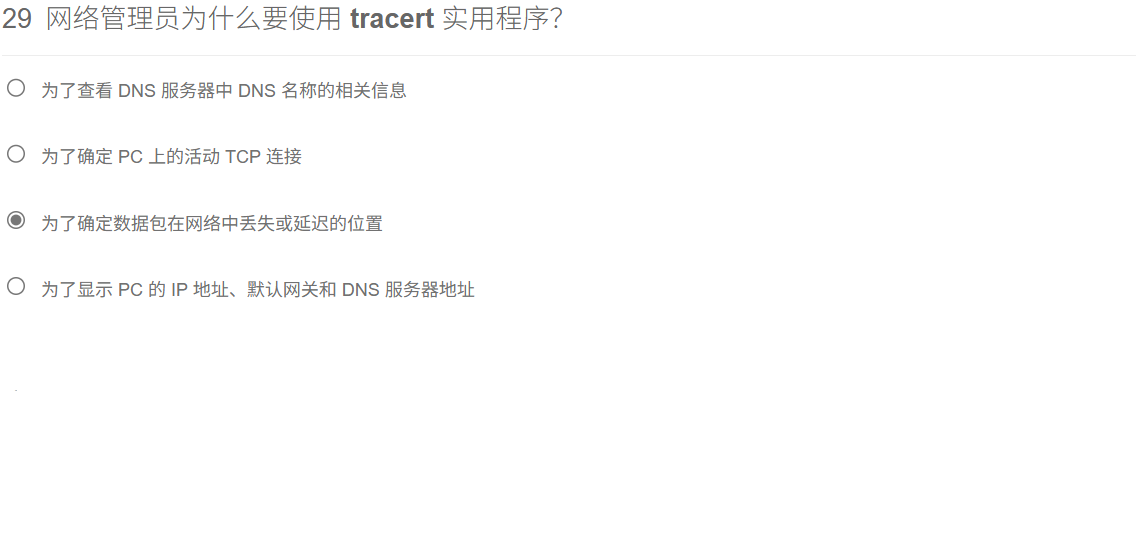 29 网络管理员为什么要使用 tracert 实用程序？
为了查看 DNS 服务器中 DNS 名称的相关信息
为了确定 PC 上的活动 TCP 连接
为了确定数据包在网络中丢失或延迟的位置
为了显示 PC 的 IP 地址、默认网关和 DNS 服务器地址